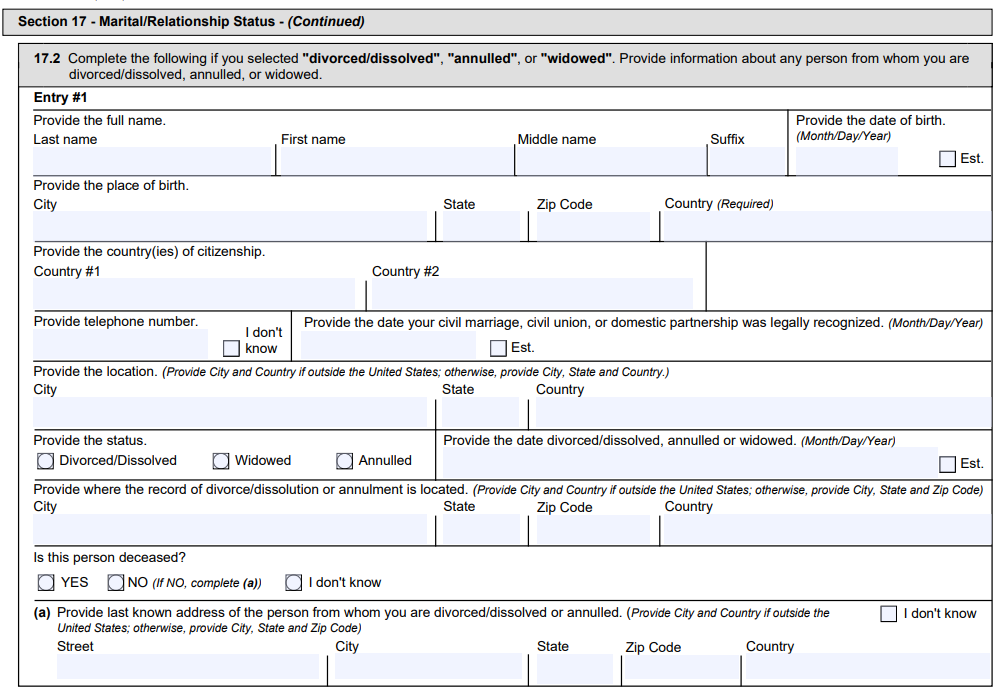 Section 17 - Marital/Relationship Status - (Continued)
17.2 Complete the following if you selected "divorced/dissolved", "annulled", or "widowed". Provide information about any person from whom you are
divorced/dissolved, annulled, or widowed.
Entry #1
Provide the full name.
Last name First name Middle name Suffix
Provide the date of birth.
(Month/Day/Year)
Est.
Provide the place of birth.
City State Zip Code Country (Required)
Provide the country(ies) of citizenship.
Country #1 Country #2
Provide telephone number.
I don't
know
Provide the date your civil marriage, civil union, or domestic partnership was legally recognized. (Month/Day/Year)
Est.
Provide the location. (Provide City and Country if outside the United States; otherwise, provide City, State and Country.)
City State Country
Provide the status.
Divorced/Dissolved Widowed Annulled
Provide the date divorced/dissolved, annulled or widowed. (Month/Day/Year)
Est.
Provide where the record of divorce/dissolution or annulment is located. (Provide City and Country if outside the United States; otherwise, provide City, State and Zip Code)
City State Zip Code Country
Is this person deceased?
YES NO (If NO, complete (a)) I don't know
(a) Provide last known address of the person from whom you are divorced/dissolved or annulled. (Provide City and Country if outside the
United States; otherwise, provide City, State and Zip Code)
I don't know
Street City State Zip Code Country